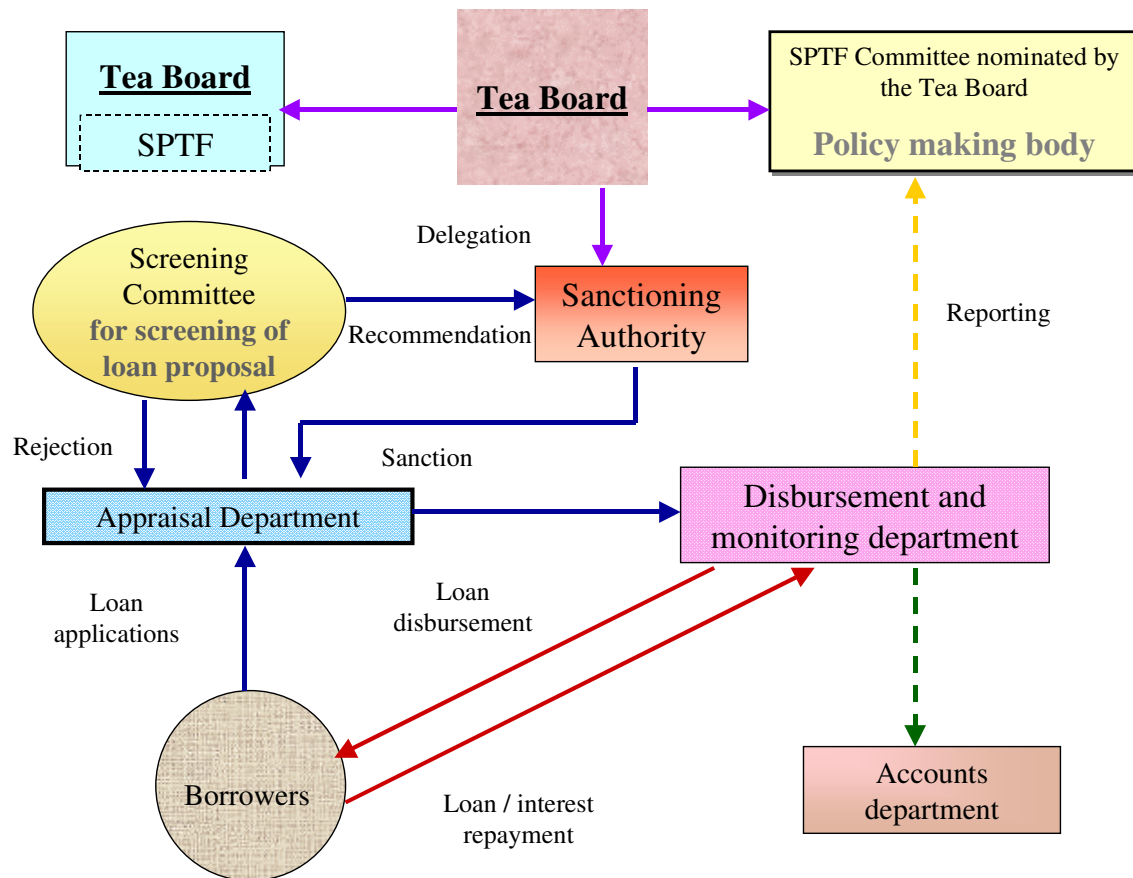 Tea Board
SPTF
Tea Board
SPTF Committee nominated by
the Tea Board
Policy making body
Delegation
Screening
Committee
for screening of
loan proposal
Recommendation
Sanctioning
Authority
Reporting
Rejection
Sanction
Appraisal Department
Disbursement and
monitoring department
Loan
applications
Loan
disbursement
Borrowers
Loan / interest
repayment
Accounts
department